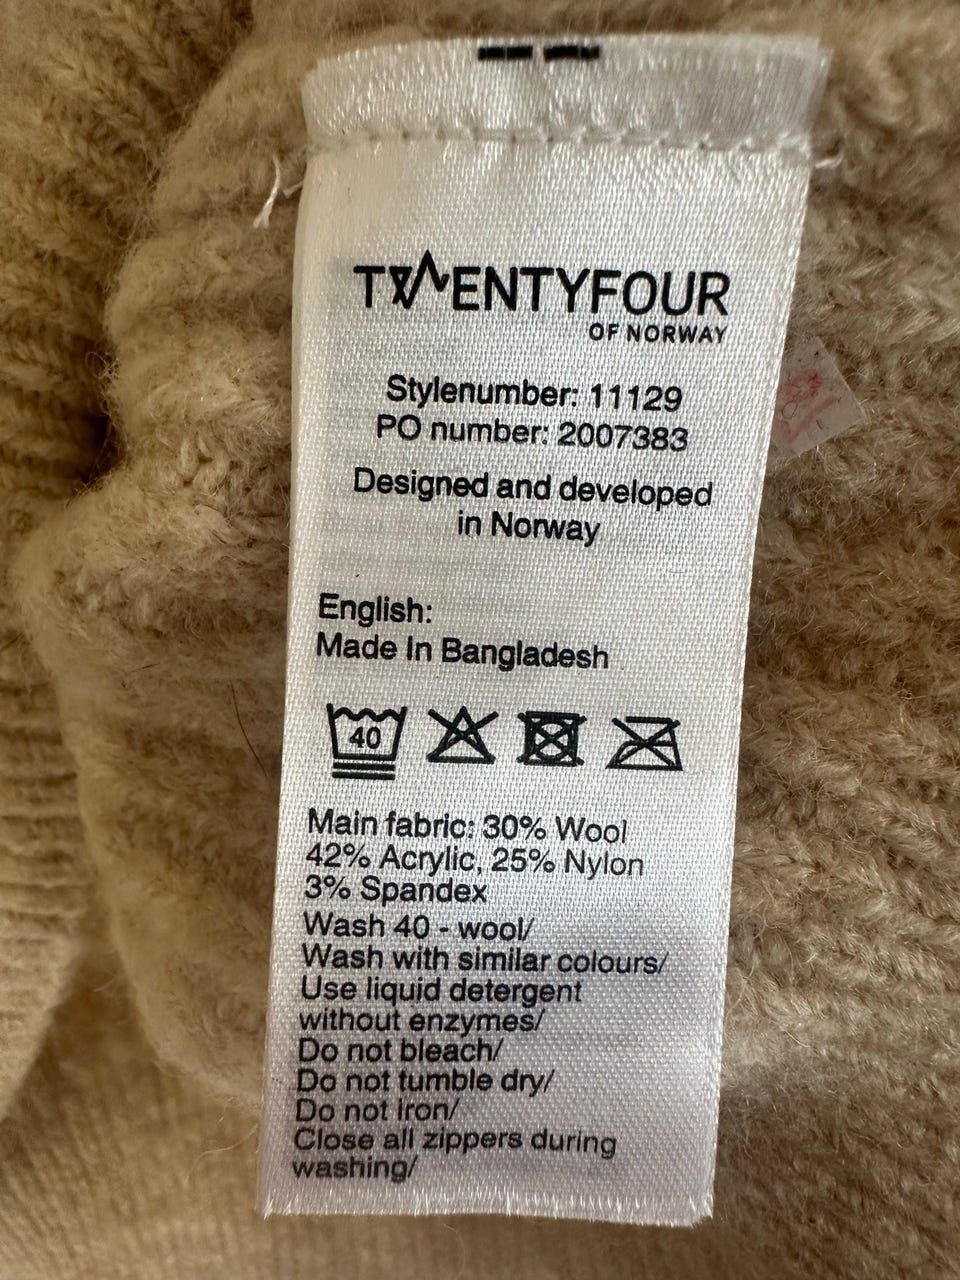 TWENTYFOUR
OF NORWAY
Stylenumber: 11129
PO number: 2007383
Designed and developed
in Norway
English:
Made In Bangladesh
40
Main fabric: 30% Wool
42% Acrylic, 25% Nylon
3% Spandex
Wash 40 - wool/
Wash with similar colours/
Use liquid detergent
without enzymes/
Do not bleach/
Do not tumble dry/
Do not iron/
Close all zippers during
washing/